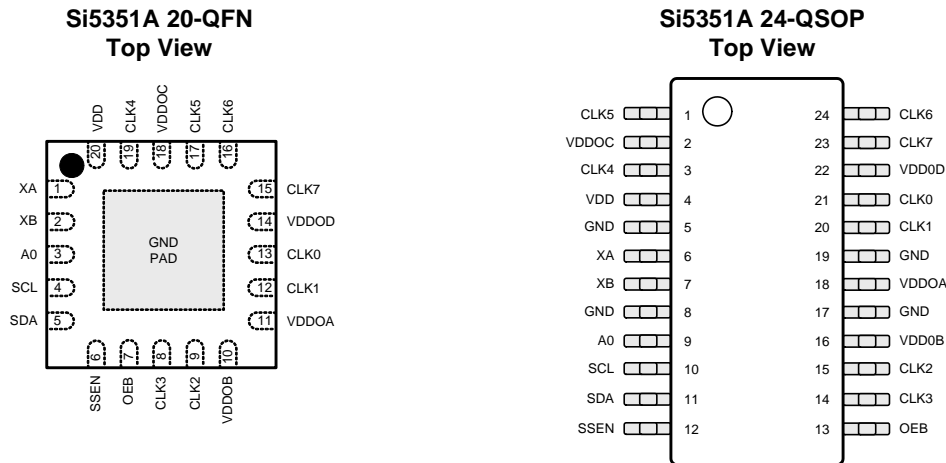 Si5351A 20-QFN
Top View
VDD
CLK4
VDDOC
CLK5
CLK6
20
19
18
17
16
XA 1
XB 2
A0 3
SCL 4
SDA 5
GND
PAD
15 CLK7
14 VDDOD
13 CLK0
12 CLK1
11 VDDOA
6
7
8
9
10
SSEN
OEB
CLK3
CLK2
VDDOB
Si5351A 24-QSOP
Top View
CLK5 1 24 CLK6
VDDOC 2 23 CLK7
CLK4 3 22 VDD0D
VDD 4 21 CLK0
GND 5 20 CLK1
XA 6 19 GND
XB 7 18 VDDOA
GND 8 17 GND
A0 9 16 VDD0B
SCL 10 15 CLK2
SDA 11 14 CLK3
SSEN 12 13 OEB